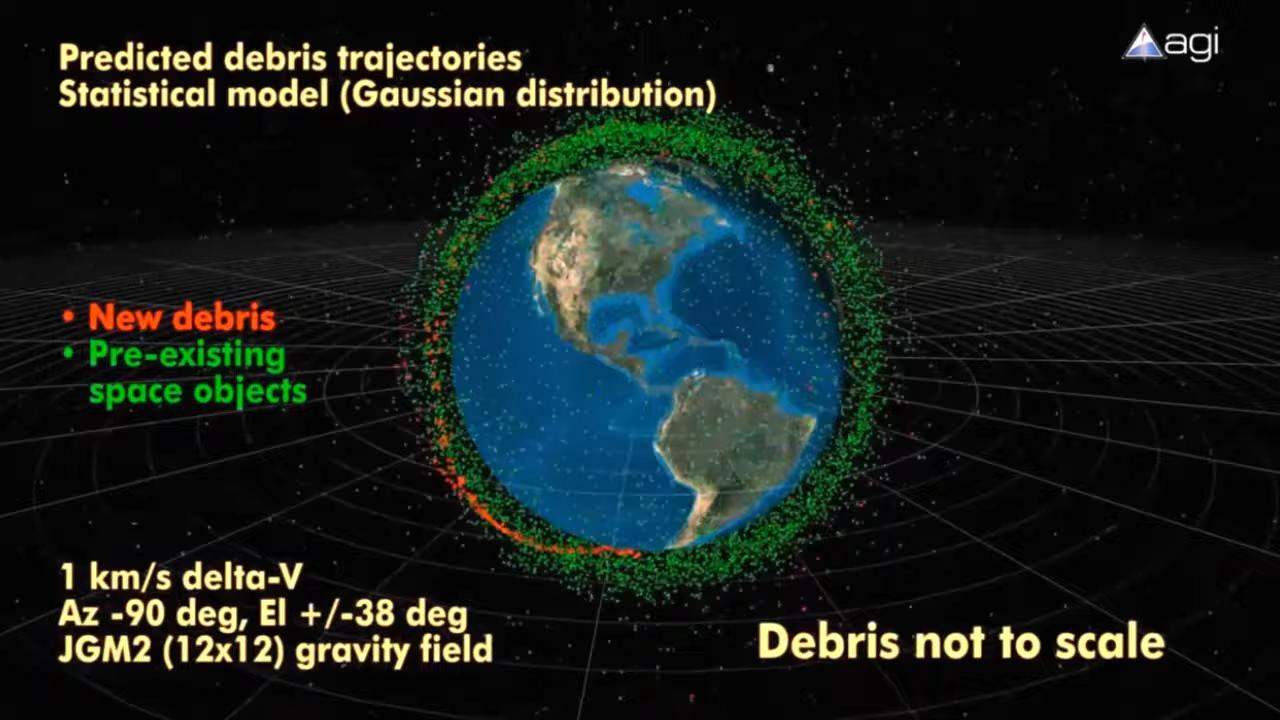 Predicted debris trajectories
Statistical model (Gaussian distribution)
agi
• New debris
• Pre-existing
space objects
1 km/s delta-V
Az -90 deg, El +/-38 deg
JGM2 (12x12) gravity field
Debris not to scale